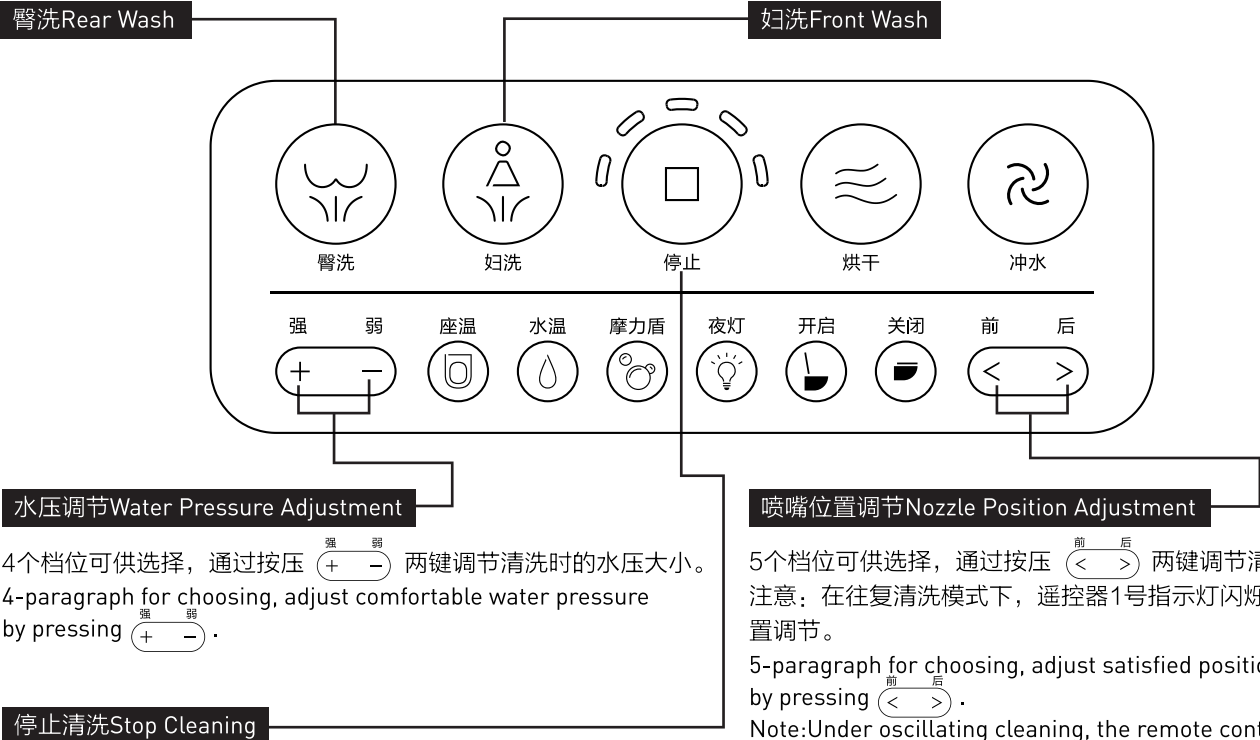 臀洗Rear Wash
妇洗Front Wash
臀洗 妇洗 停止 烘干 冲水
强 弱 座温 水温 摩力盾 夜灯 开启 关闭 前 后
+ − < >
水压调节Water Pressure Adjustment
4个档位可供选择，通过按压 强 + 弱 − 两键调节清洗时的水压大小。
4-paragraph for choosing, adjust comfortable water pressure
by pressing 强 + 弱 − .
停止清洗Stop Cleaning
喷嘴位置调节Nozzle Position Adjustment
5个档位可供选择，通过按压 前 < 后 > 两键调节清
注意：在往复清洗模式下，遥控器1号指示灯闪烁
置调节。
5-paragraph for choosing, adjust satisfied positio
by pressing 前 < 后 > .
Note:Under oscillating cleaning, the remote cont